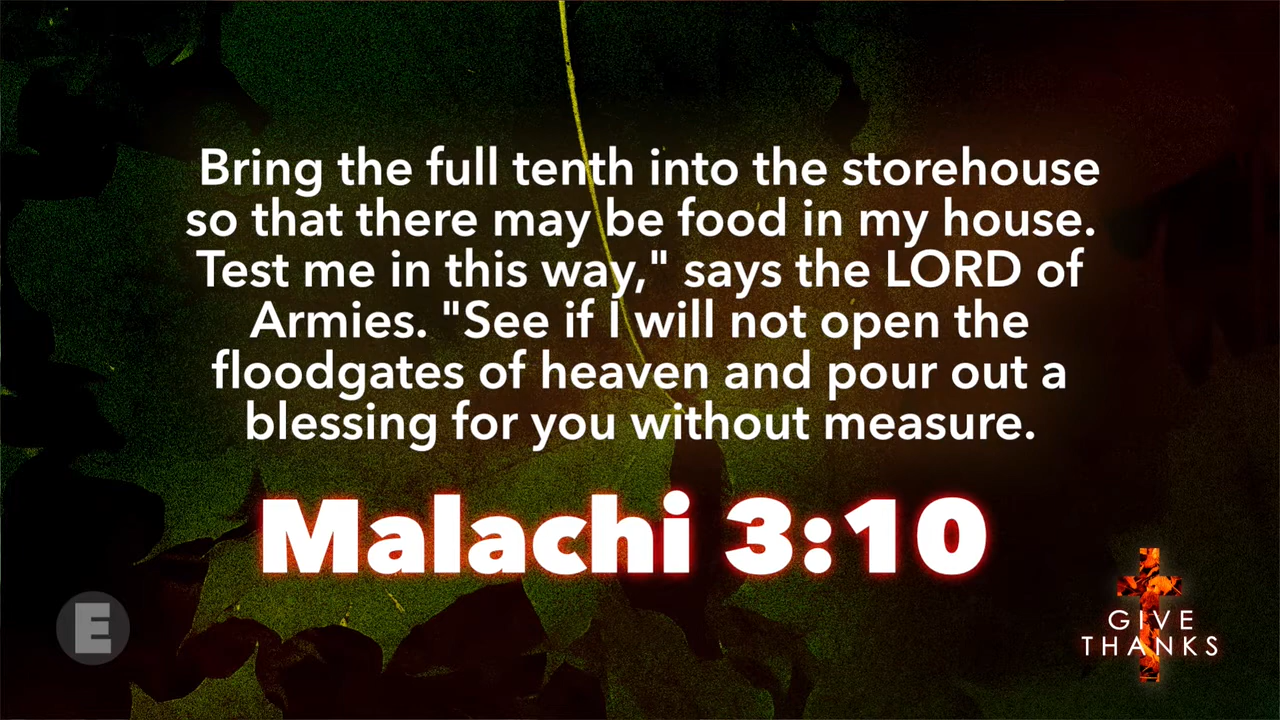 Bring the full tenth into the storehouse
so that there may be food in my house.
Test me in this way," says the LORD of
Armies. "See if I will not open the
floodgates of heaven and pour out a
blessing for you without measure.
Malachi 3:10
E
GIVE
THANKS